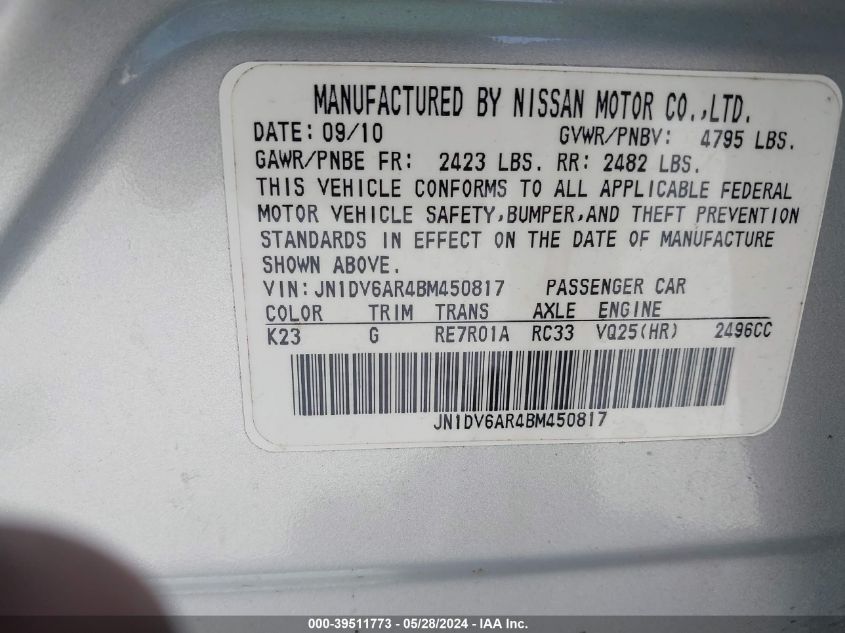 MANUFACTURED BY NISSAN MOTOR CO.,LTD.
DATE: 09/10 GVWR/PNBV: 4795 LBS.
GAWR/PNBE FR: 2423 LBS. RR: 2482 LBS.
THIS VEHICLE CONFORMS TO ALL APPLICABLE FEDERAL
MOTOR VEHICLE SAFETY,BUMPER,AND THEFT PREVENTION
STANDARDS IN EFFECT ON THE DATE OF MANUFACTURE
SHOWN ABOVE.
VIN: JN1DV6AR4BM450817 PASSENGER CAR
COLOR TRIM TRANS AXLE ENGINE
K23 G RE7R01A RC33 VQ25(HR) 2496CC
JN1DV6AR4BM450817
000-39511773 - 05/28/2024 - IAA Inc.